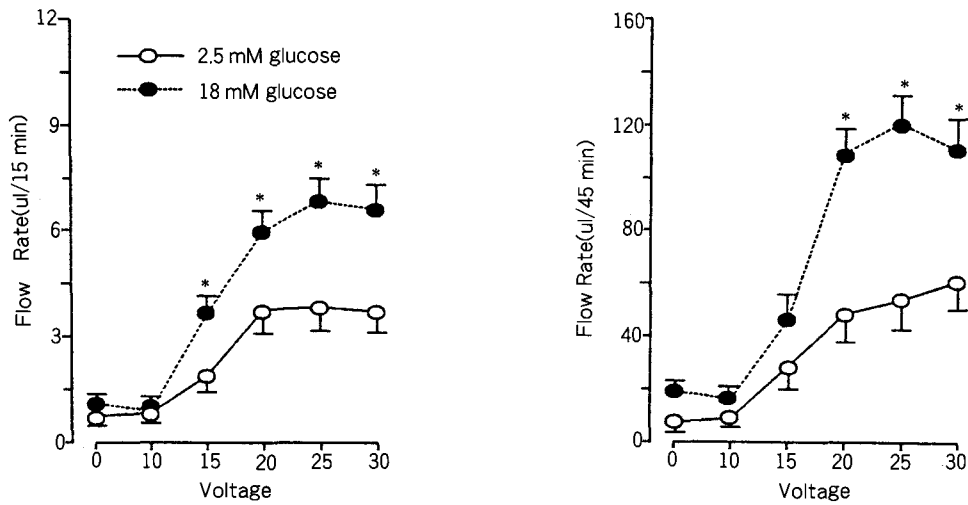 12
9
6
3
0
Flow Rate(ul/15 min)
2.5 mM glucose
18 mM glucose
*
*
*
*
0 10 15 20 25 30
Voltage
160
120
80
40
0
Flow Rate(ul/45 min)
*
*
*
0 10 15 20 25 30
Voltage